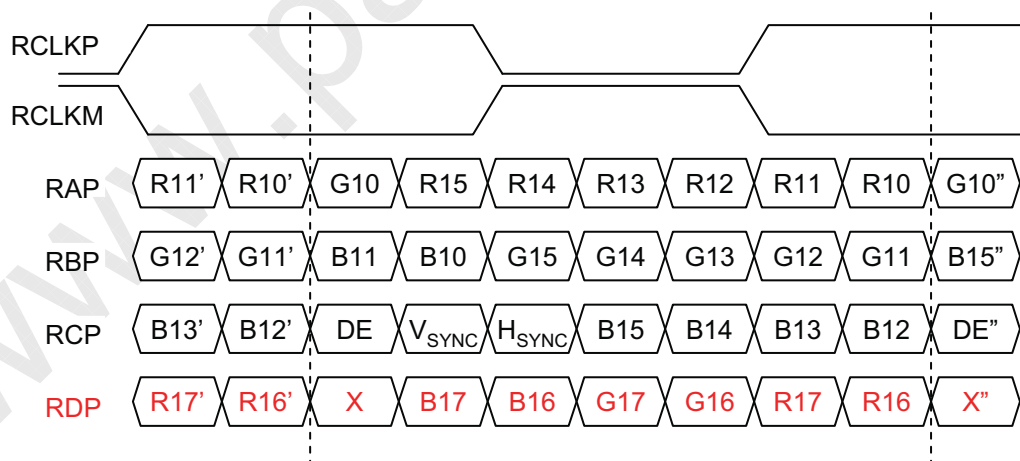 RCLKP
RCLKM
RAP R11’ R10’ G10 R15 R14 R13 R12 R11 R10 G10”
RBP G12’ G11’ B11 B10 G15 G14 G13 G12 G11 B15”
RCP B13’ B12’ DE VSYNC HSYNC B15 B14 B13 B12 DE”
RDP R17’ R16’ X B17 B16 G17 G16 R17 R16 X”
www.pa